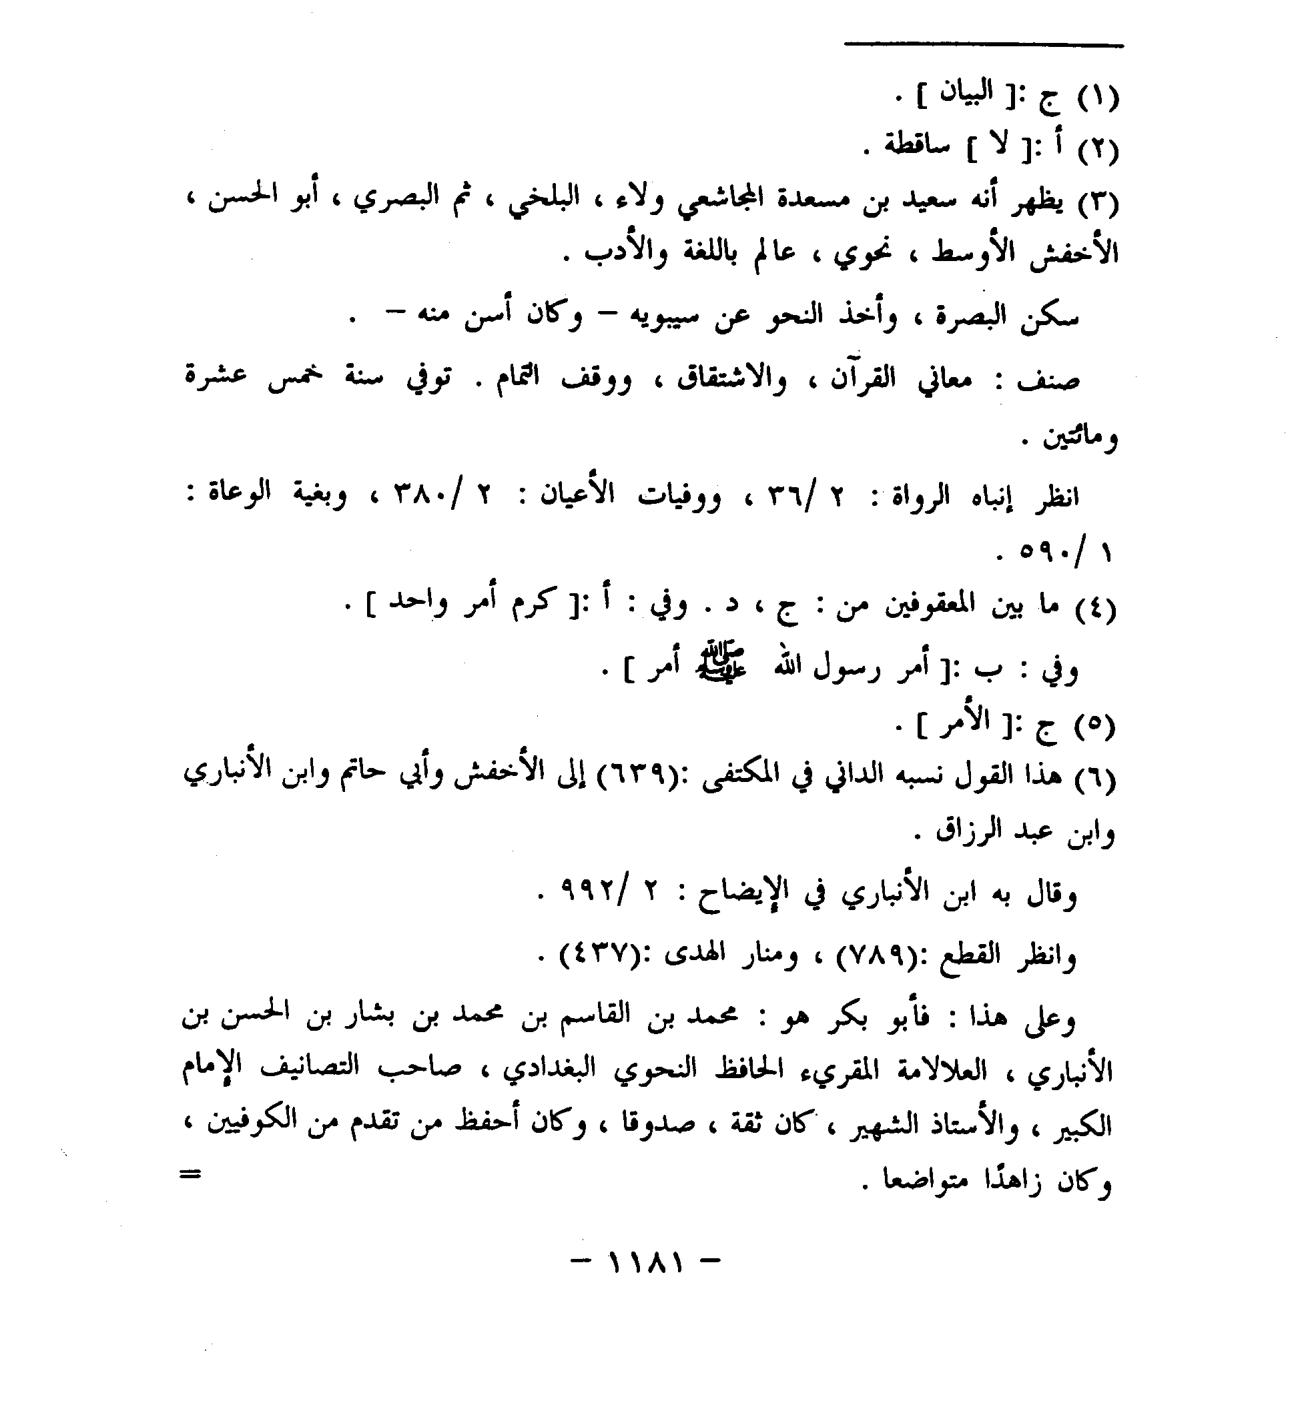 (١) ج :[ البيان ] .
(٢) أ :[ لا ] ساقطة .
(٣) يظهر أنه سعيد بن مسعدة المجاشعي ولاء ، البلخي ، ثم البصري ، أبو الحسن ،
الأخفش الأوسط ، نحوي ، عالم باللغة والأدب .
سكن البصرة ، وأخذ النحو عن سيبويه – وكان أسن منه – .
صنف : معاني القرآن ، والاشتقاق ، ووقف التمام . توفي سنة خمس عشرة
ومائتين .
انظر إنباه الرواة : ٢ /٣٦ ، ووفيات الأعيان : ٢ /٣٨٠ ، وبغية الوعاة :
١ /٥٩٠ .
(٤) ما بين المعقوفين من : ج ، د . وفي : أ :[ كرم أمر واحد ] .
وفي : ب :[ أمر رسول الله ﷺ أمر ] .
(٥) ج :[ الأمر ] .
(٦) هذا القول نسبه الداني في المكتفى :(٦٣٩) إلى الأخفش وأبي حاتم وابن الأنباري
وابن عبد الرزاق .
وقال به ابن الأنباري في الإيضاح : ٢ /٩٩٢ .
وانظر القطع :(٧٨٩) ، ومنار الهدى :(٤٣٧) .
وعلى هذا : فأبو بكر هو : محمد بن القاسم بن محمد بن بشار بن الحسن بن
الأنباري ، العلالامة المقريء الحافظ النحوي البغدادي ، صاحب التصانيف الإمام
الكبير ، والأستاذ الشهير ، كان ثقة ، صدوقا ، وكان أحفظ من تقدم من الكوفيين ،
وكان زاهدًا متواضعا . =
– ١١٨١ –